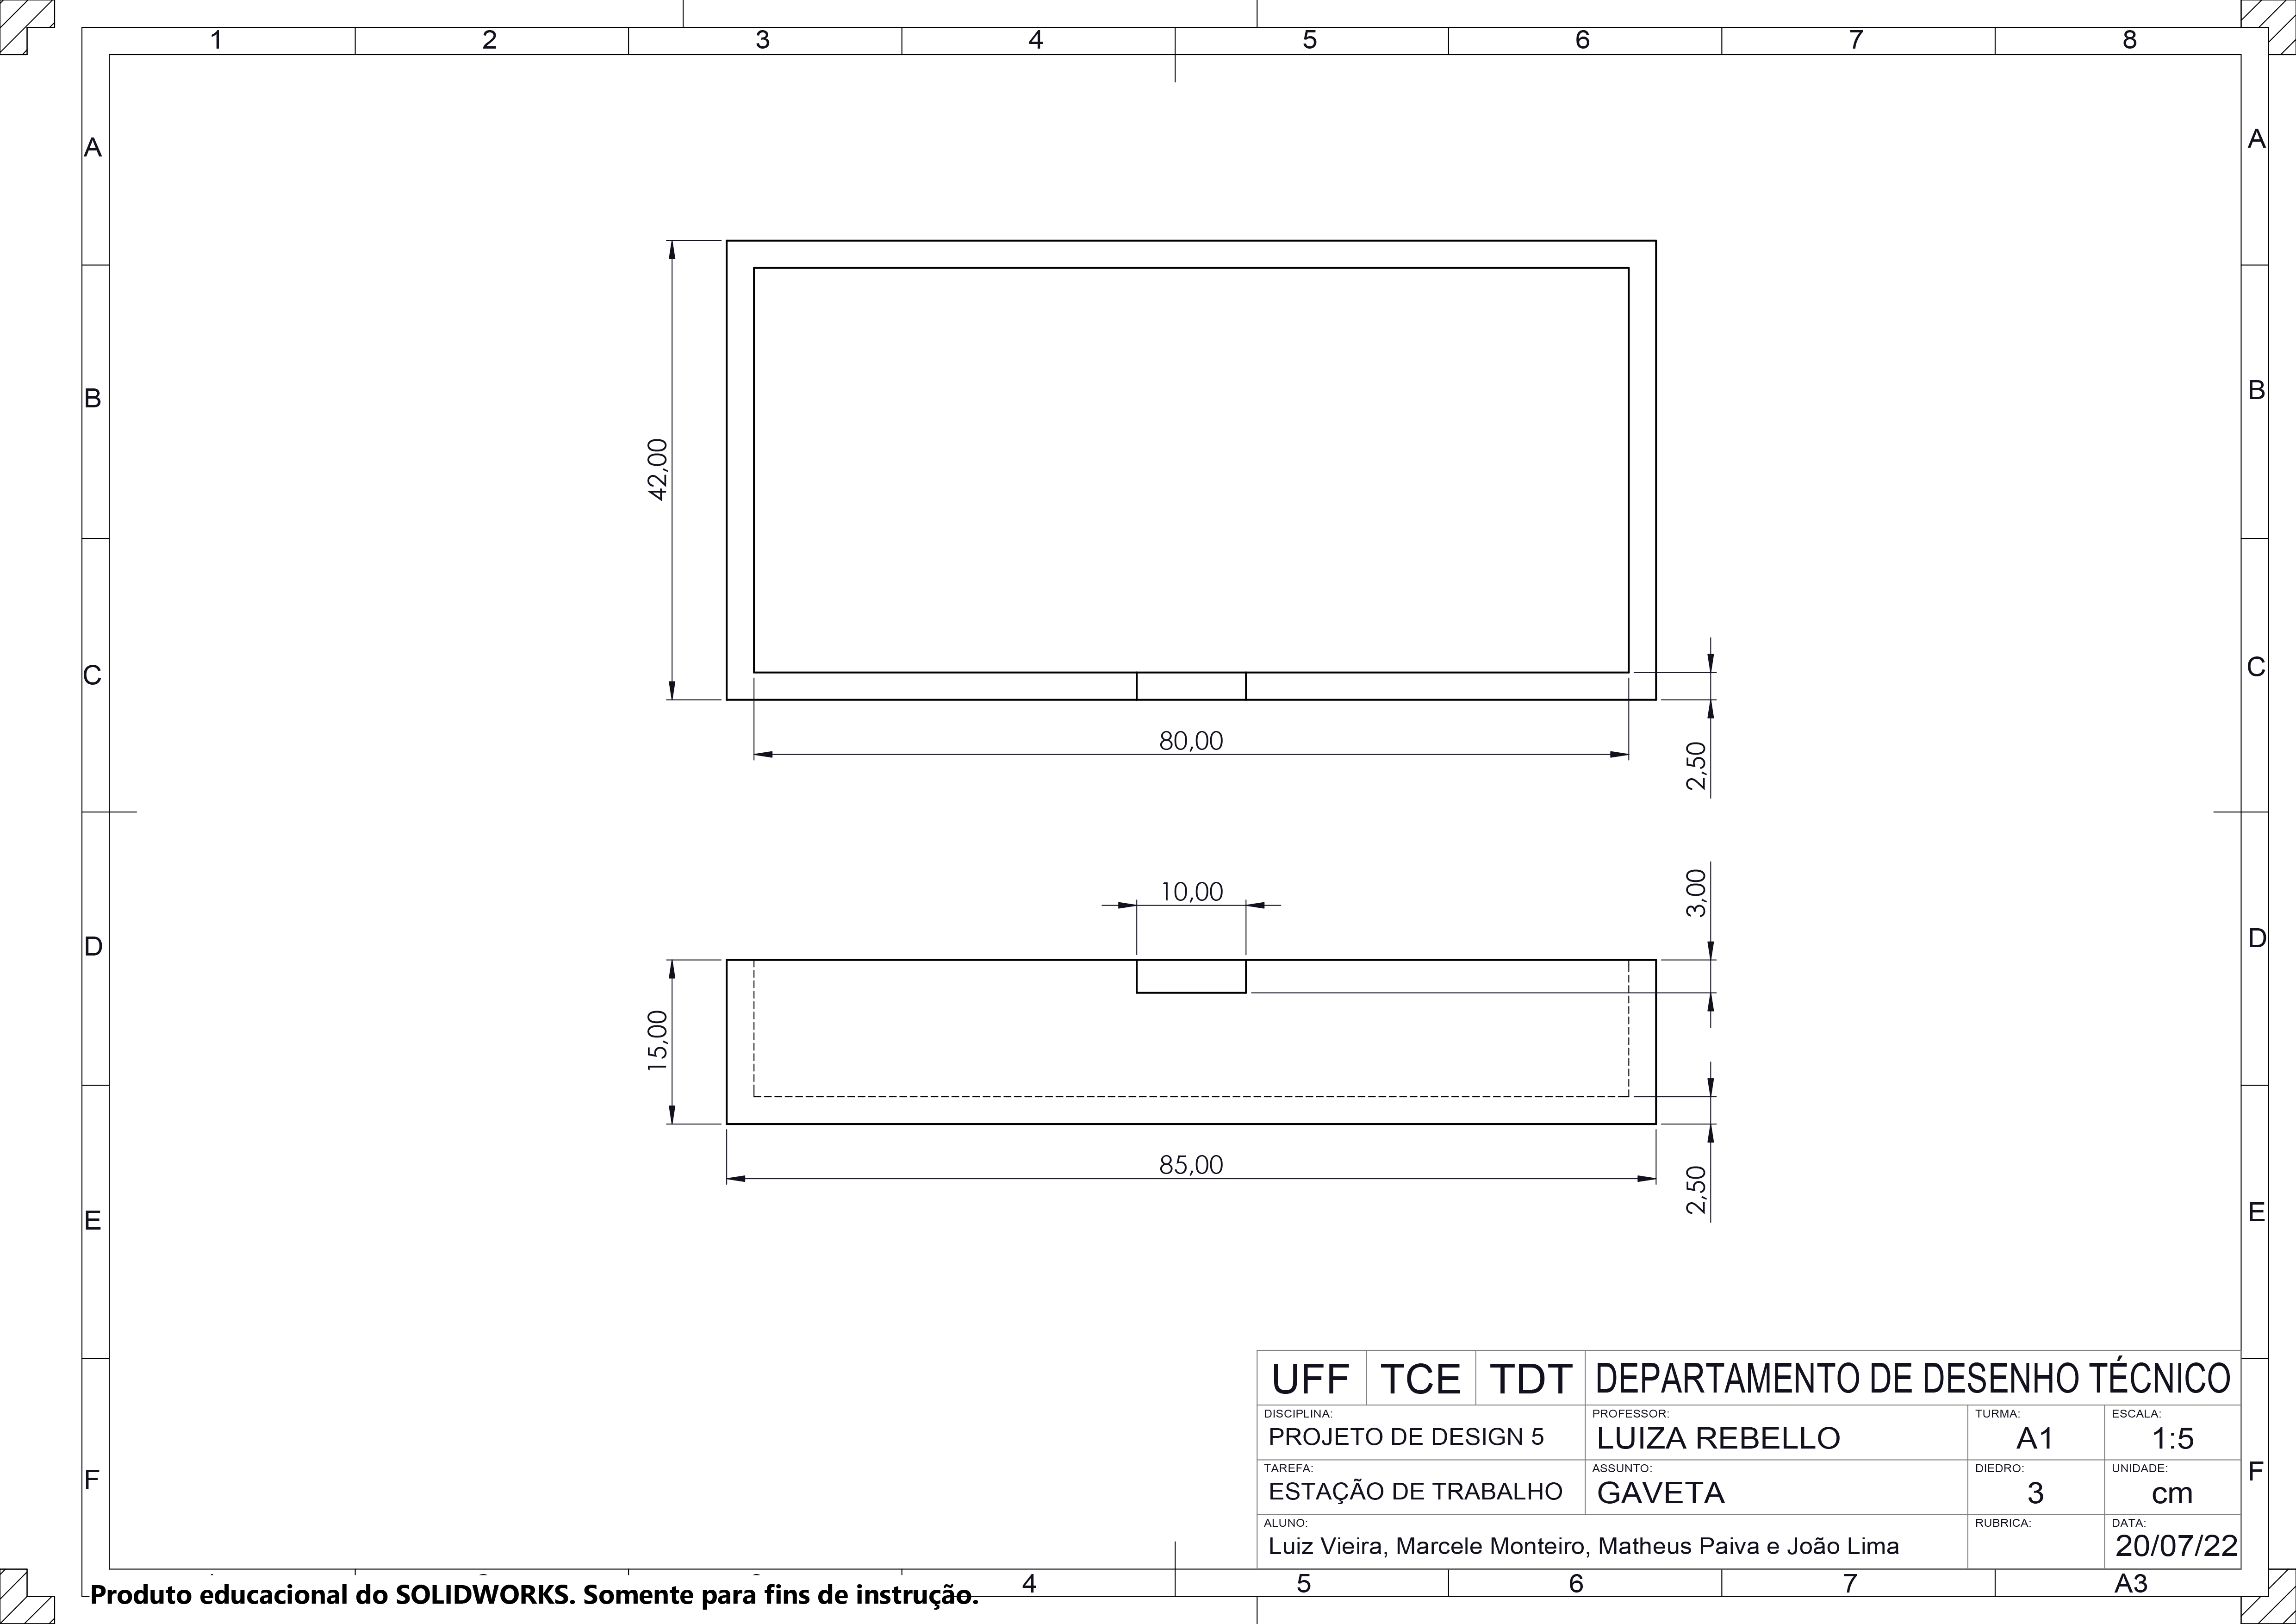 1 2 3 4 5 6 7 8
A A
B B
42,00
C C
80,00
2,50
10,00
3,00
D D
15,00
85,00
2,50
E E
UFF TCE TDT DEPARTAMENTO DE DESENHO TÉCNICO
DISCIPLINA: PROFESSOR: TURMA: ESCALA:
PROJETO DE DESIGN 5 LUIZA REBELLO A1 1:5
TAREFA: ASSUNTO: DIEDRO: UNIDADE:
F F
ESTAÇÃO DE TRABALHO GAVETA 3 cm
ALUNO: RUBRICA: DATA:
Luiz Vieira, Marcele Monteiro, Matheus Paiva e João Lima 20/07/22
4 5 6 7 A3
Produto educacional do SOLIDWORKS. Somente para fins de instrução.